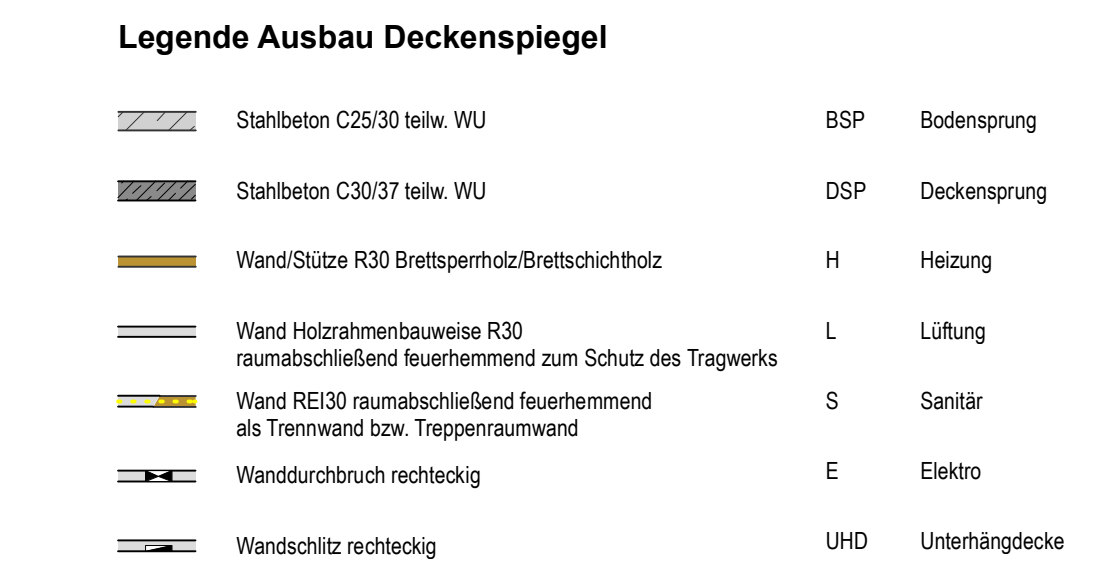 Legende Ausbau Deckenspiegel
Stahlbeton C25/30 teilw. WU
BSP Bodensprung
Stahlbeton C30/37 teilw. WU
DSP Deckensprung
Wand/Stütze R30 Brettsperrholz/Brettschichtholz
H Heizung
Wand Holzrahmenbauweise R30
raumabschließend feuerhemmend zum Schutz des Tragwerks
L Lüftung
Wand REI30 raumabschließend feuerhemmend
als Trennwand bzw. Treppenraumwand
S Sanitär
Wanddurchbruch rechteckig
E Elektro
Wandschlitz rechteckig
UHD Unterhängdecke